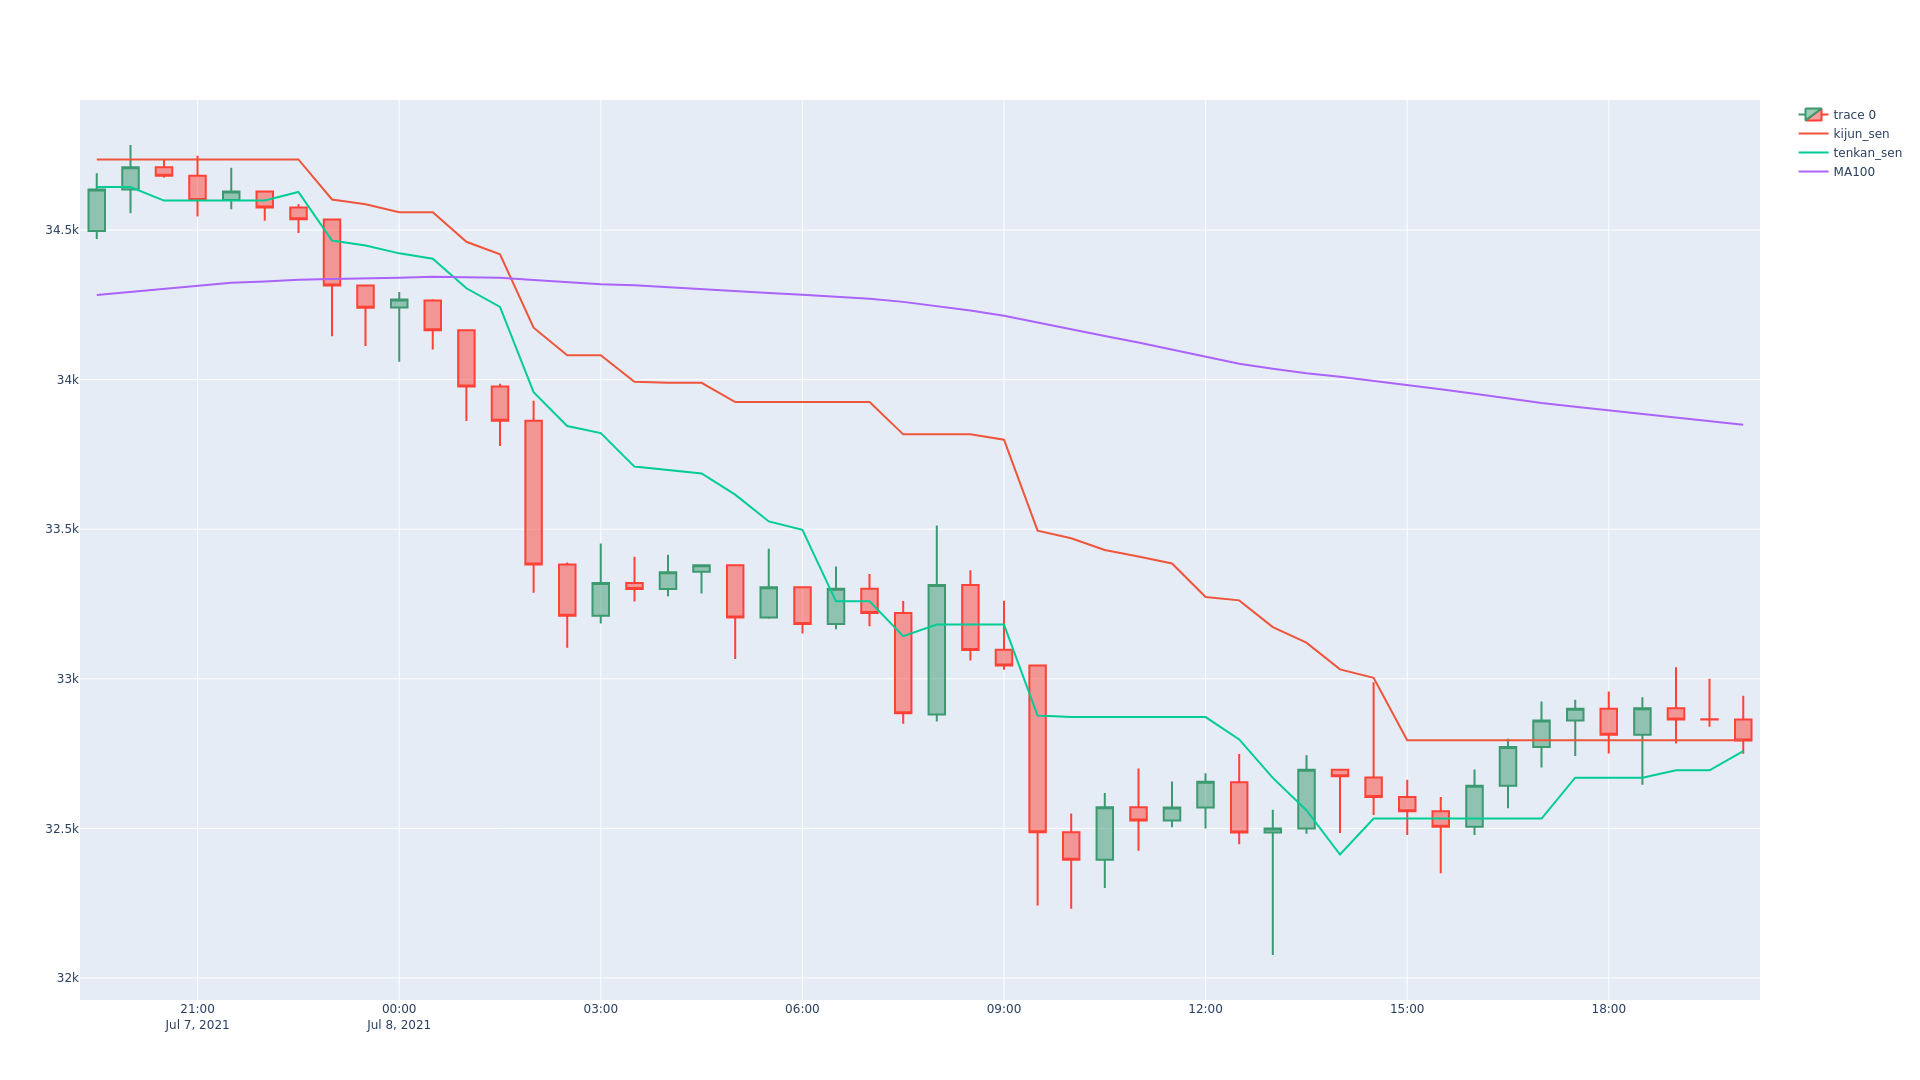 trace 0
kijun_sen
tenkan_sen
MA100
34.5k
34k
33.5k
33k
32.5k
32k
21:00 00:00 03:00 06:00 09:00 12:00 15:00 18:00
Jul 7, 2021 Jul 8, 2021